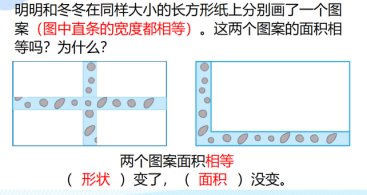 明明和冬冬在同样大小的长方形纸上分别画了一个图
案（图中直条的宽度都相等）。这两个图案的面积相
等吗？为什么？
两个图案面积相等
（ 形状 ）变了，（ 面积 ）没变。